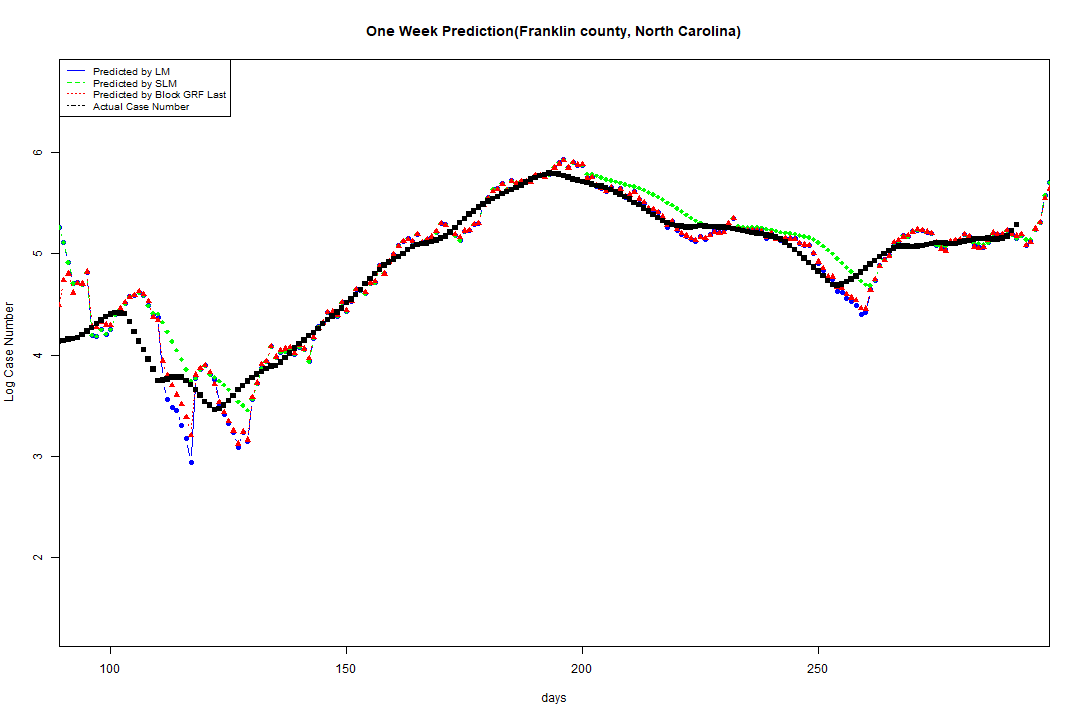 One Week Prediction(Franklin county, North Carolina)
Predicted by LM
Predicted by SLM
Predicted by Block GRF Last
Actual Case Number
Log Case Number
6
5
4
3
2
100 150 200 250
days